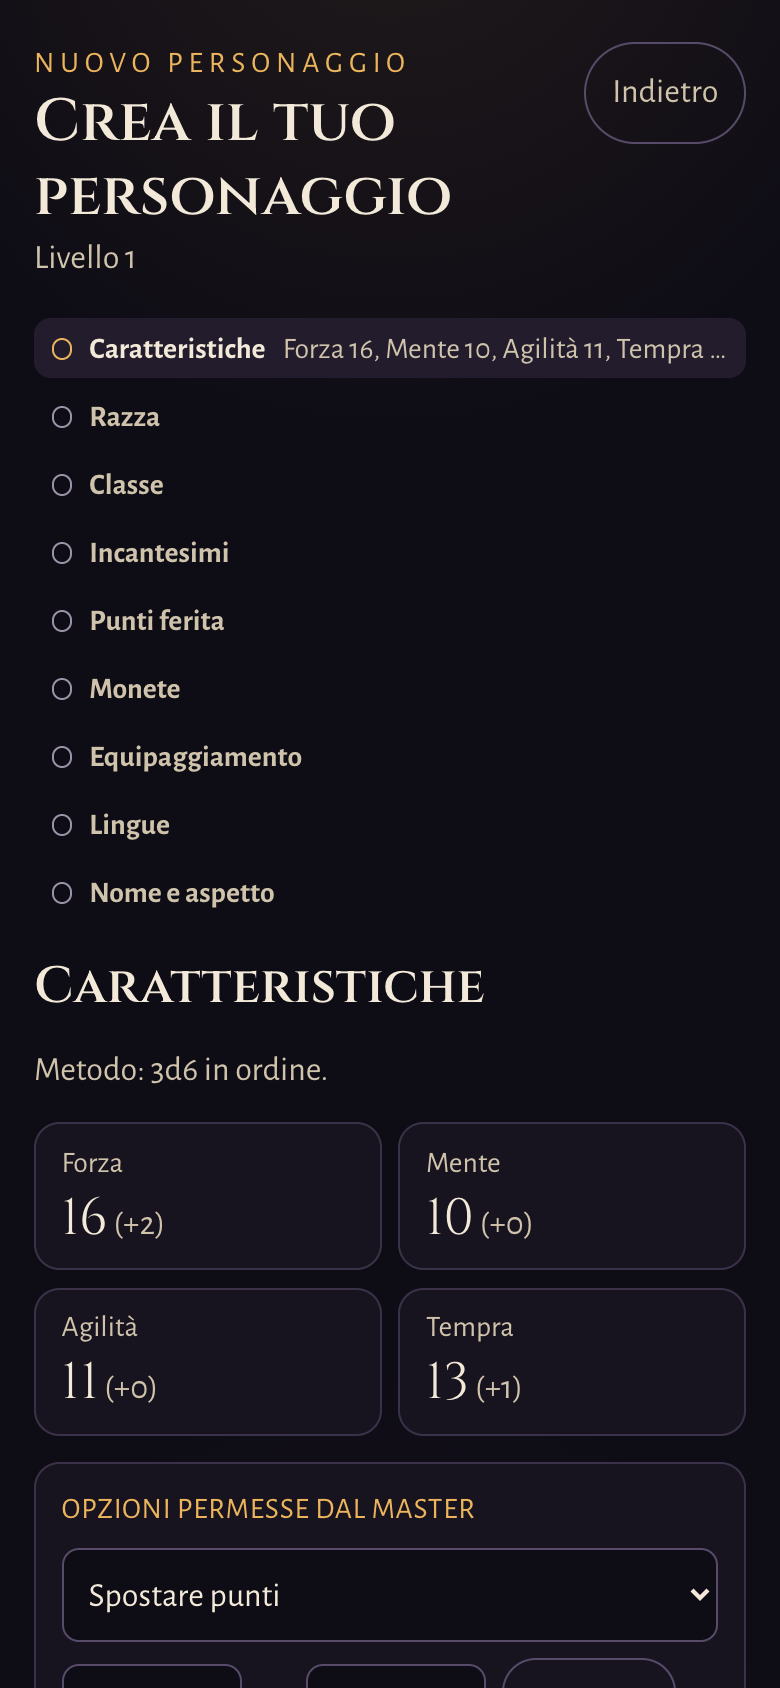 NUOVO PERSONAGGIO
Indietro
Crea il tuo
personaggio
Livello 1
Caratteristiche Forza 16, Mente 10, Agilità 11, Tempra ...
Razza
Classe
Incantesimi
Punti ferita
Monete
Equipaggiamento
Lingue
Nome e aspetto
Caratteristiche
Metodo: 3d6 in ordine.
Forza
16 (+2)
Mente
10 (+0)
Agilità
11 (+0)
Tempra
13 (+1)
OPZIONI PERMESSE DAL MASTER
Spostare punti